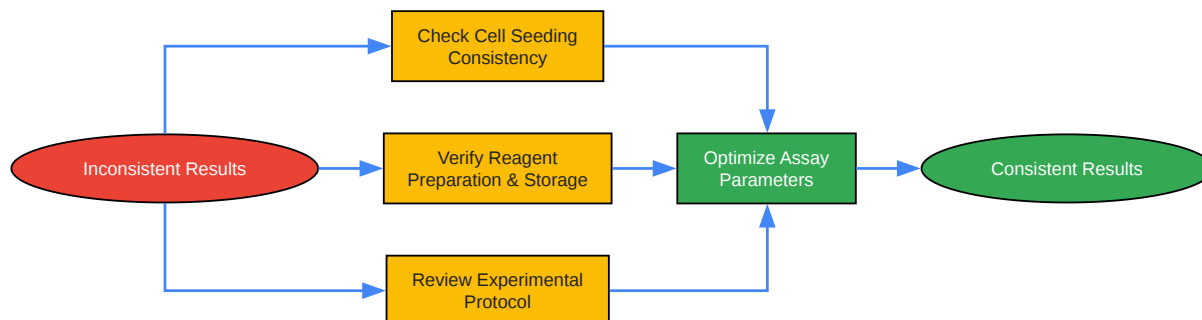 Check Cell Seeding
Consistency
Inconsistent Results
Verify Reagent
Preparation & Storage
Optimize Assay
Parameters
Consistent Results
Review Experimental
Protocol